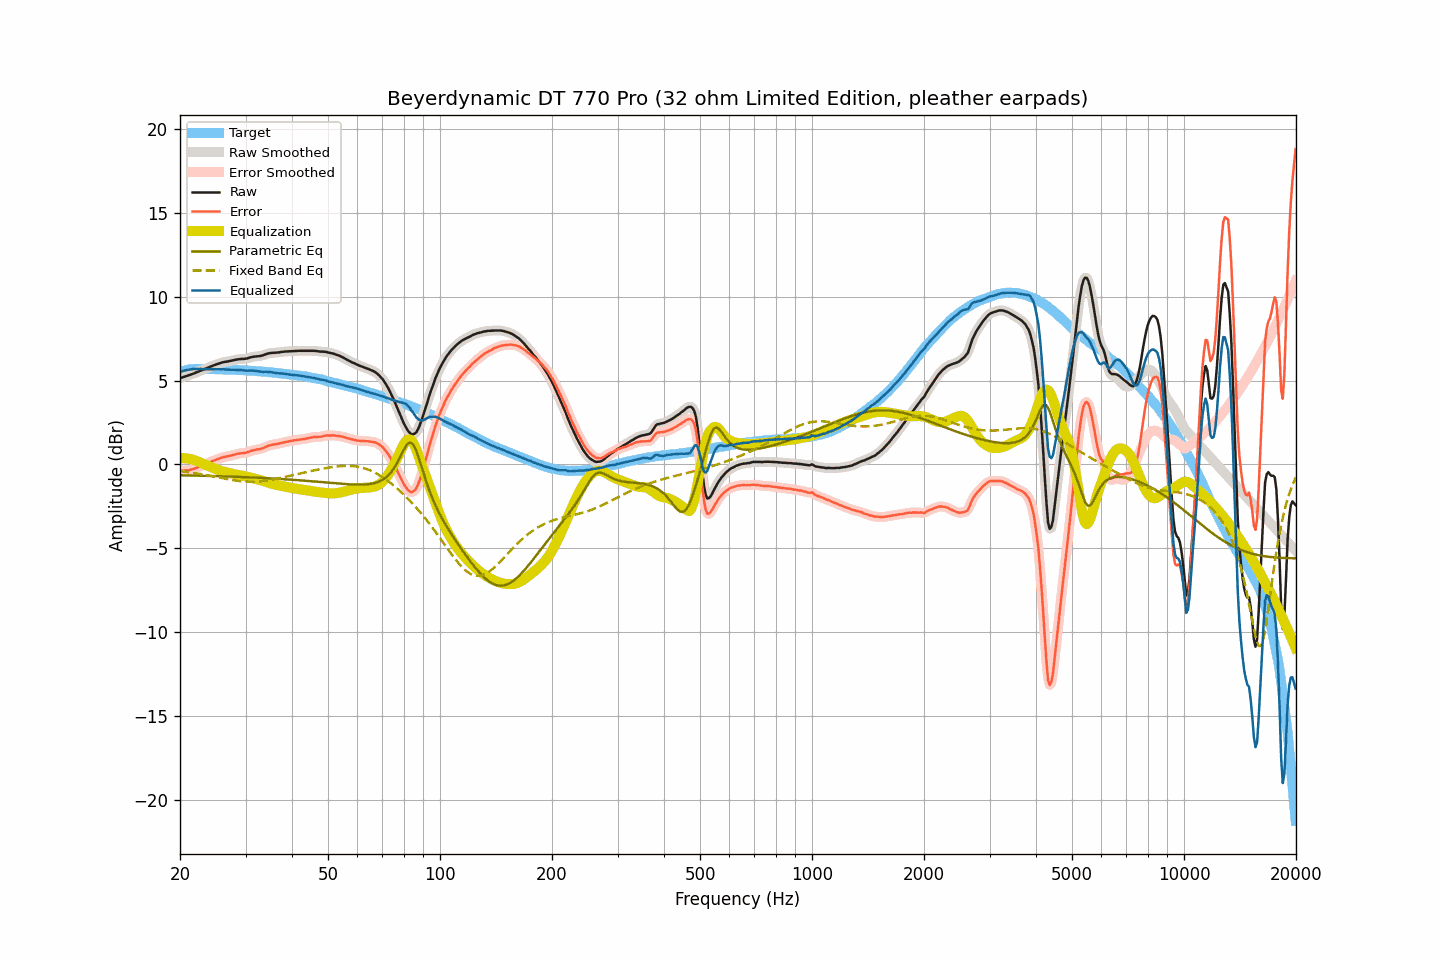 Beyerdynamic DT 770 Pro (32 ohm Limited Edition, pleather earpads)
20
15
10
5
0
−5
−10
−15
−20
Amplitude (dBr)
Target
Raw Smoothed
Error Smoothed
Raw
Error
Equalization
Parametric Eq
Fixed Band Eq
Equalized
20 50 100 200 500 1000 2000 5000 10000 20000
Frequency (Hz)